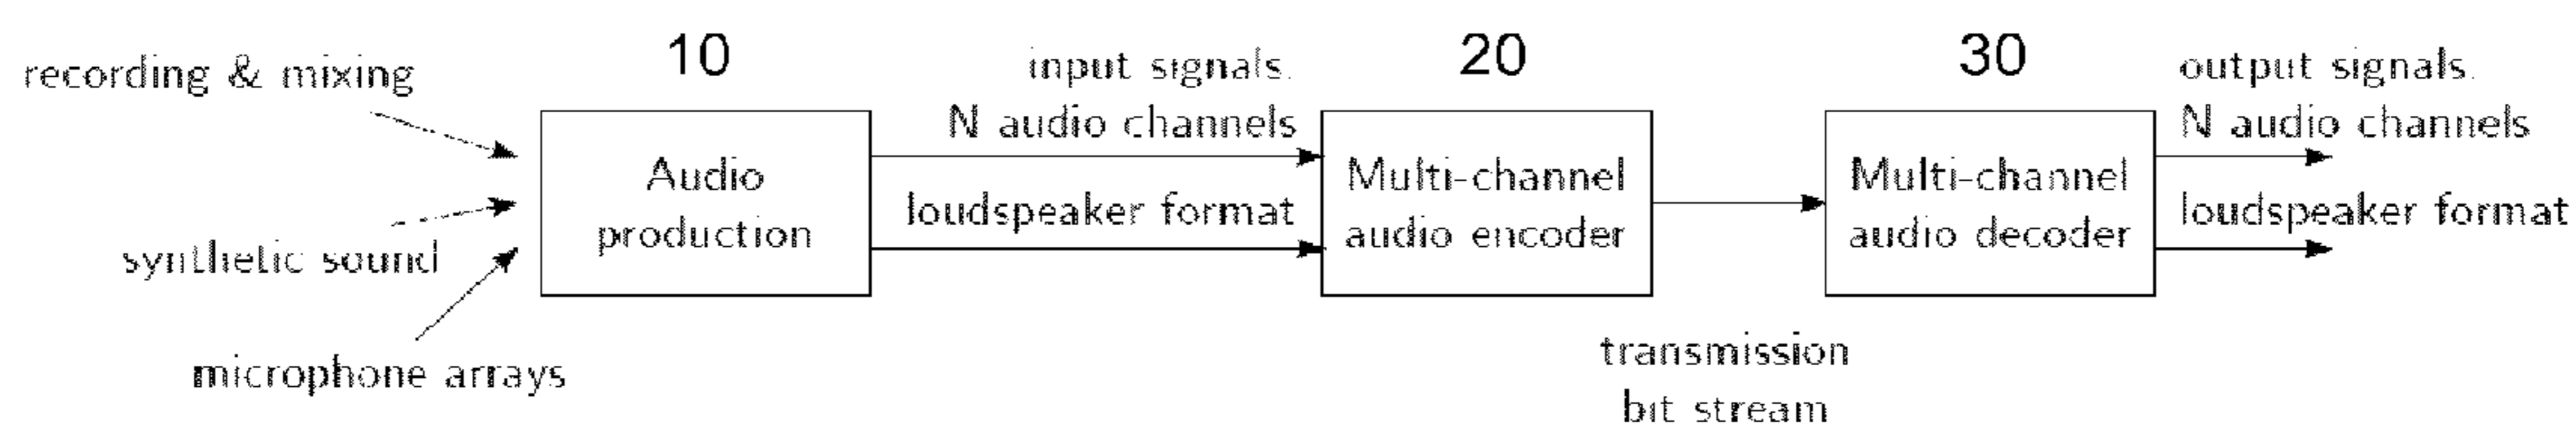 recording & mixing
synthetic sound
microphone arrays
10
Audio
production
input signals.
N audio channels
loudspeaker format
20
Multi-channel
audio encoder
transmission
bit stream
30
Multi-channel
audio decoder
output signals.
N audio channels
loudspeaker format